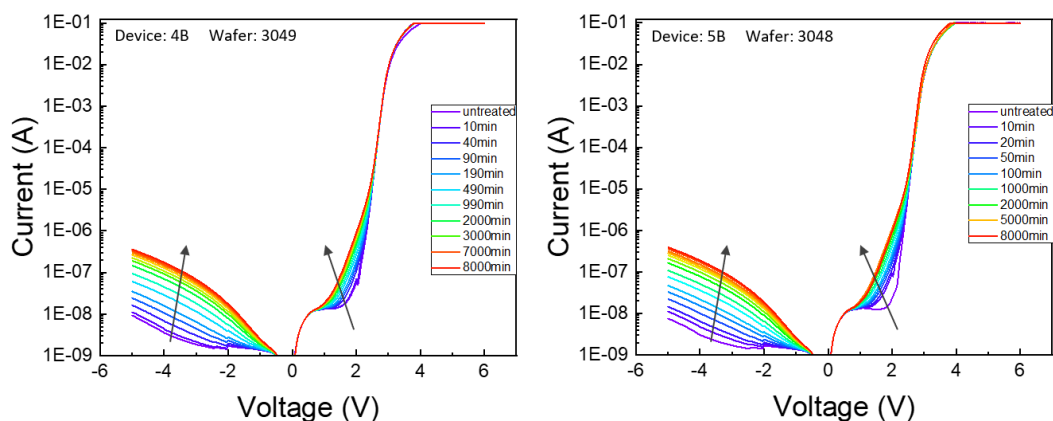 Device: 4B Wafer: 3049
1E-01
1E-02
1E-03
1E-04
1E-05
1E-06
1E-07
1E-08
1E-09
Current (A)
untreated
10min
40min
90min
190min
490min
990min
2000min
3000min
7000min
8000min
-6 -4 -2 0 2 4 6
Voltage (V)
Device: 5B Wafer: 3048
1E-01
1E-02
1E-03
1E-04
1E-05
1E-06
1E-07
1E-08
1E-09
Current (A)
untreated
10min
20min
50min
100min
1000min
2000min
5000min
8000min
-6 -4 -2 0 2 4 6
Voltage (V)